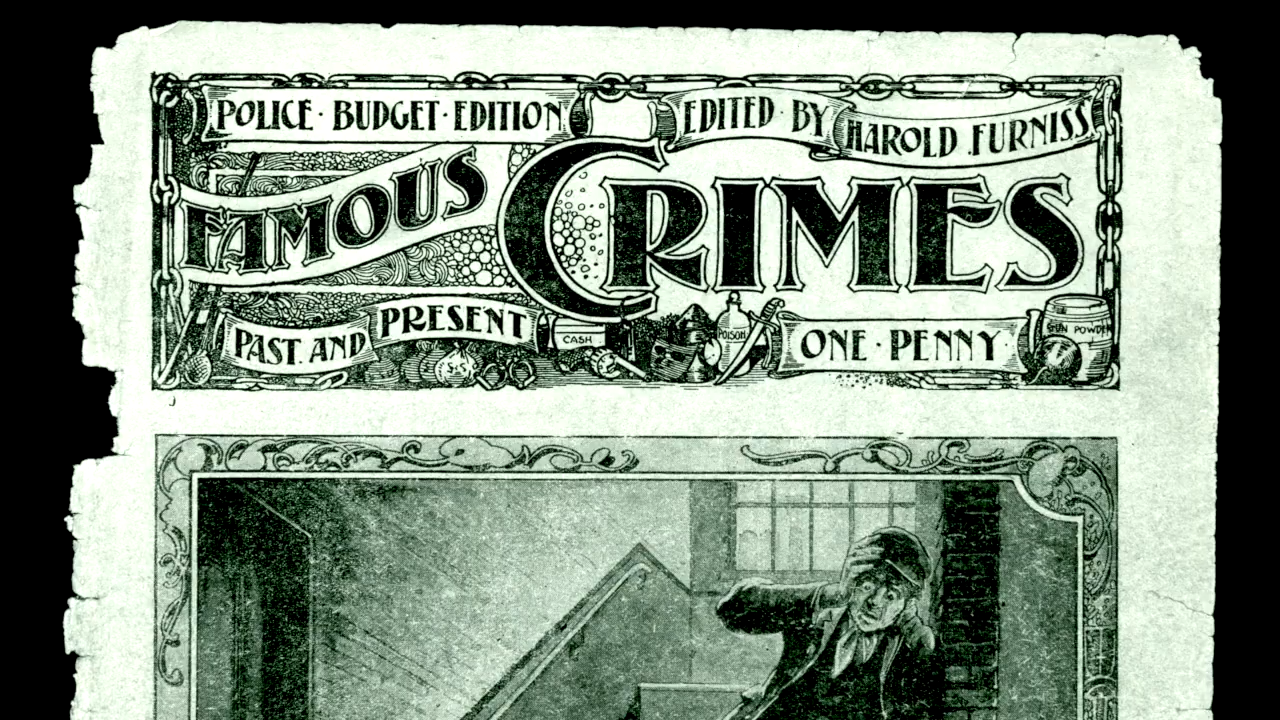 POLICE · BUDGET · EDITION
EDITED · BY
HAROLD FURNISS
FAMOUS
CRIMES
PAST AND
PRESENT
ONE · PENNY
CASH
POISON
GUN POWDER
S·S